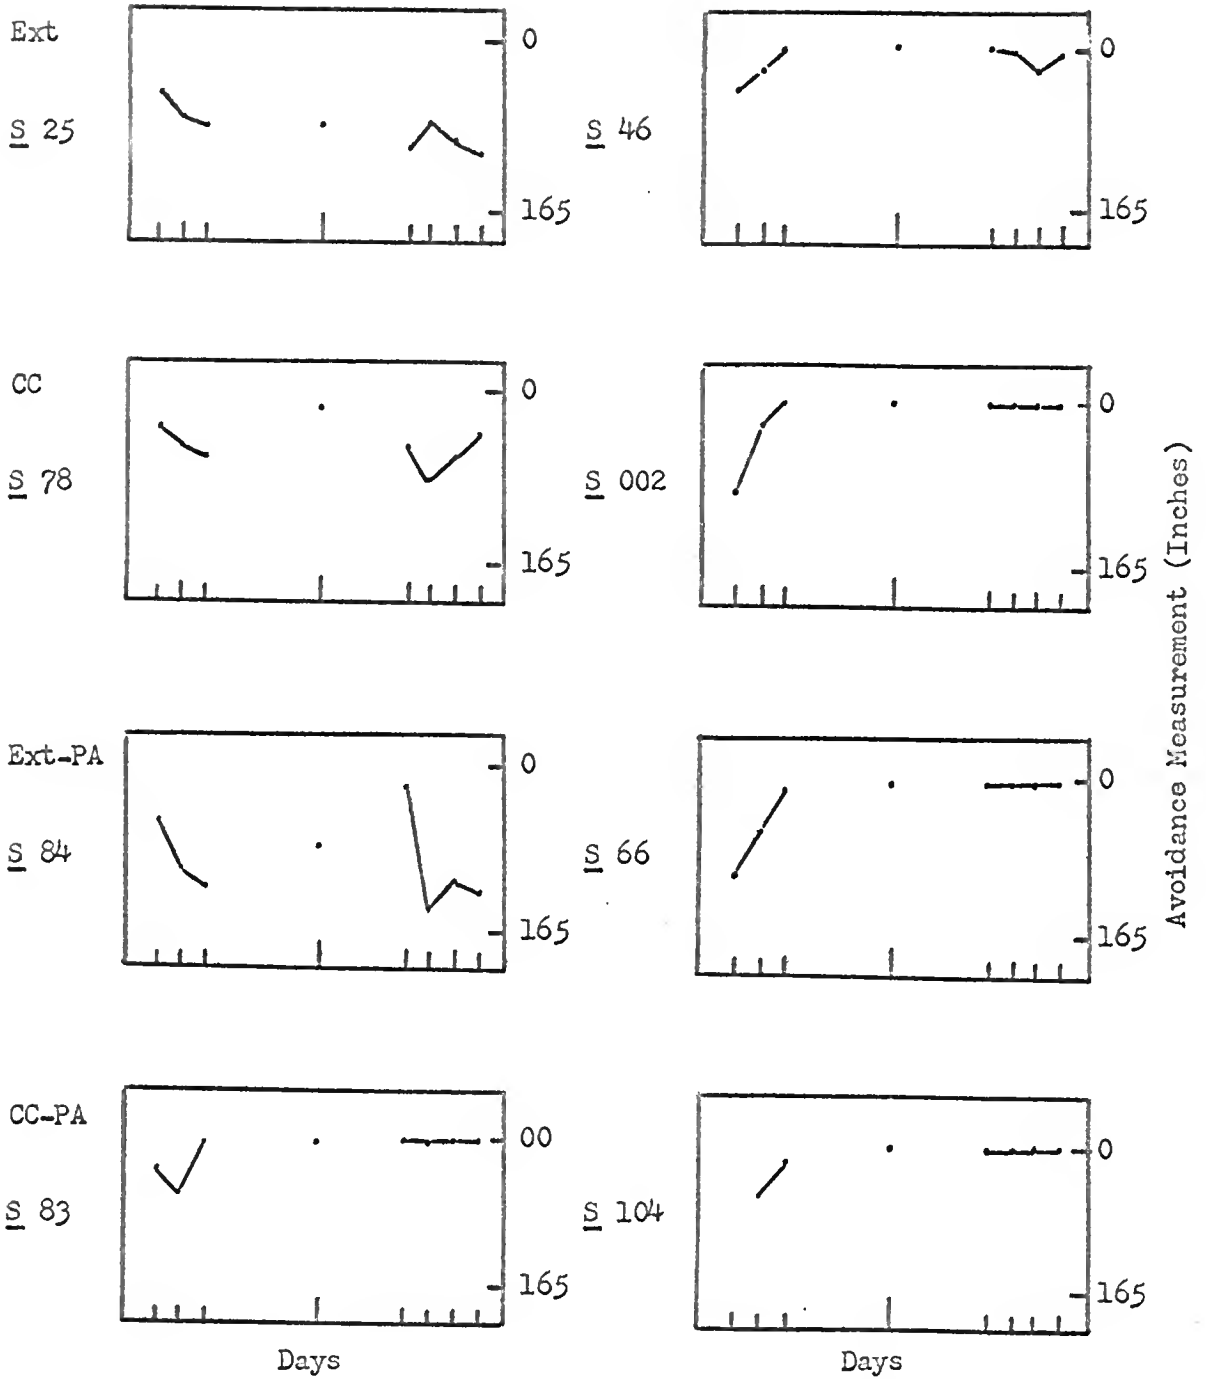 Ext
0
0
S 25
S 46
165
165
CC
0
0
S 78
S 002
165
165
Avoidance Measurement (Inches)
Ext-PA
0
0
S 84
S 66
165
165
CC-PA
00
0
S 83
S 104
165
165
Days
Days